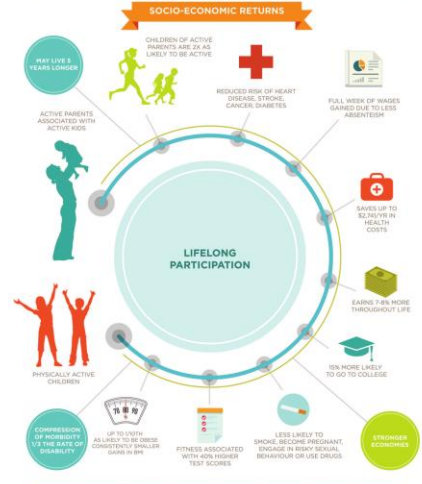 SOCIO-ECONOMIC RETURNS
MAY LIVE 5
YEARS LONGER
CHILDREN OF ACTIVE
PARENTS ARE 2X AS
LIKELY TO BE ACTIVE
REDUCED RISK OF HEART
DISEASE, STROKE,
CANCER, DIABETES
FULL WEEK OF WAGES
GAINED DUE TO LESS
ABSENTEEISM
ACTIVE PARENTS
ASSOCIATED WITH
ACTIVE KIDS
SAVES UP TO
$2,741/YR IN
HEALTH
COSTS
LIFELONG
PARTICIPATION
EARNS 7-8% MORE
THROUGHOUT LIFE
15% MORE LIKELY
TO GO TO COLLEGE
PHYSICALLY ACTIVE
CHILDREN
COMPRESSION
OF MORBIDITY
1/3 THE RATE OF
DISABILITY
UP TO 1/10TH
AS LIKELY TO BE OBESE
CONSISTENTLY SMALLER
GAINS IN BMI
FITNESS ASSOCIATED
WITH 40% HIGHER
TEST SCORES
LESS LIKELY TO
SMOKE, BECOME PREGNANT,
ENGAGE IN RISKY SEXUAL
BEHAVIOUR OR USE DRUGS
STRONGER
ECONOMIES